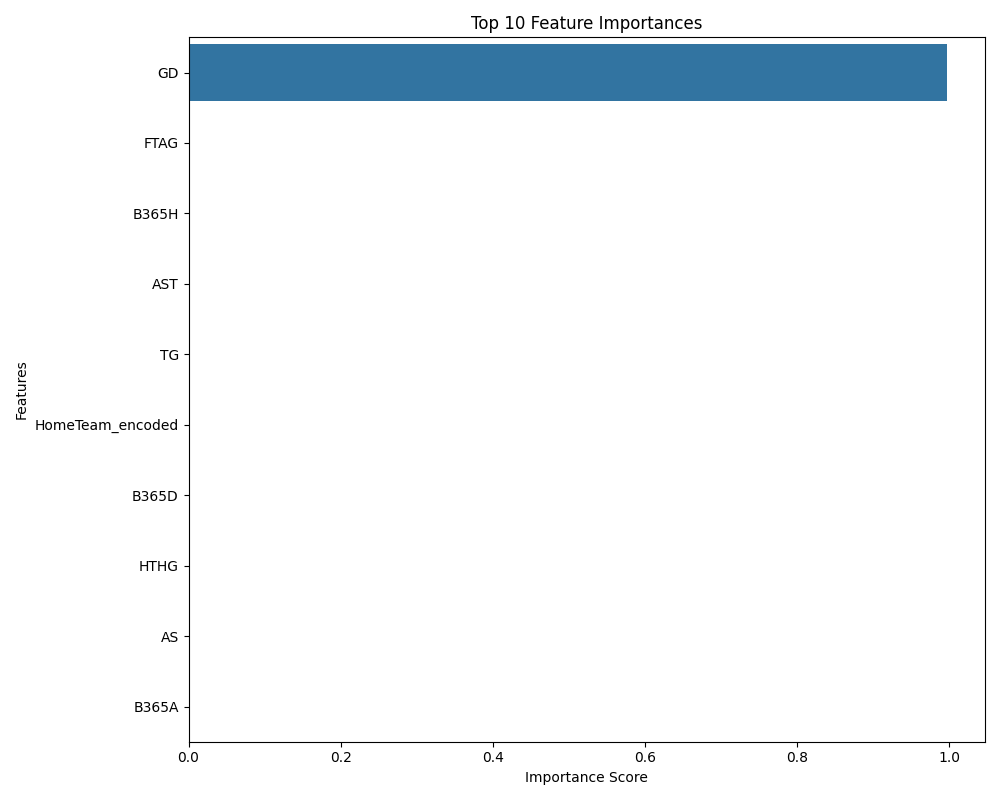 Top 10 Feature Importances
GD
FTAG
B365H
AST
TG
HomeTeam_encoded
B365D
HTHG
AS
B365A
Features
0.0 0.2 0.4 0.6 0.8 1.0
Importance Score